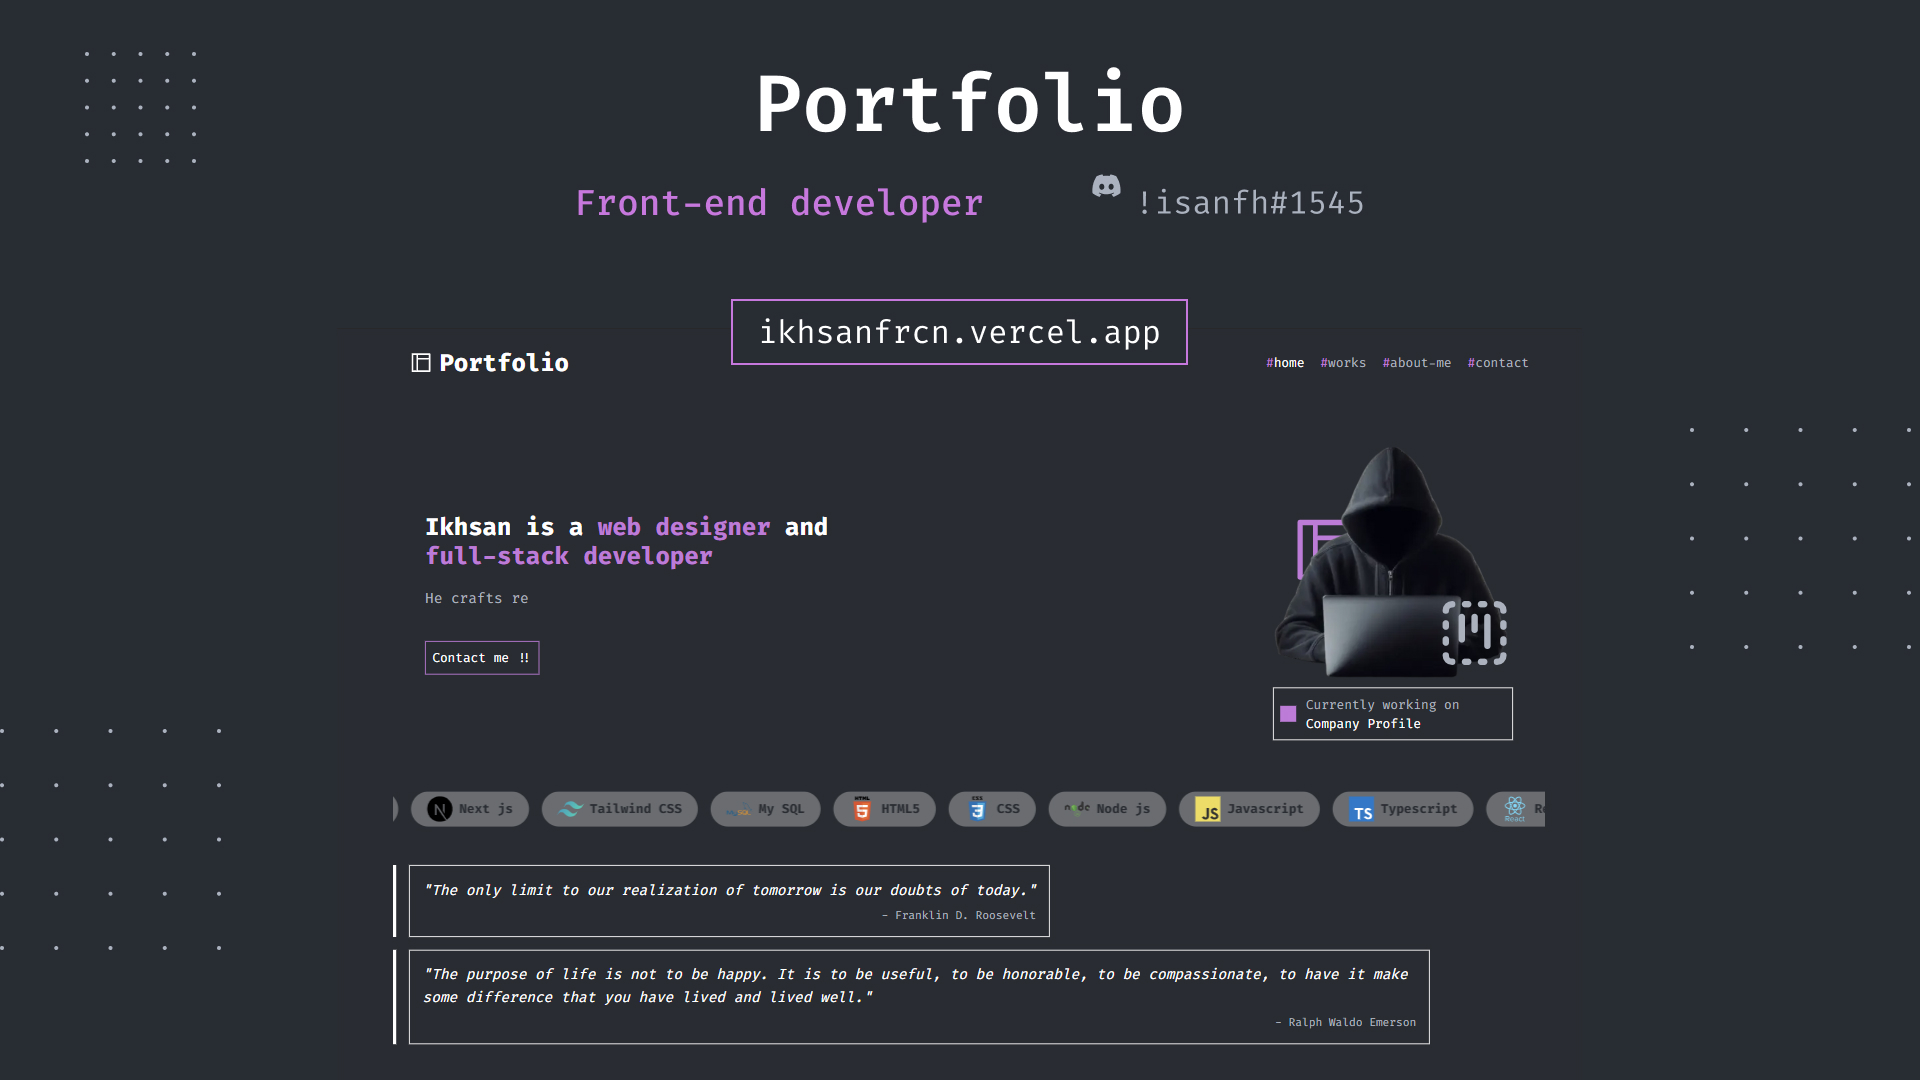 Portfolio
Front-end developer
!isanfh#1545
ikhsanfrcn.vercel.app
Portfolio
#home #works #about-me #contact
Ikhsan is a web designer and
full-stack developer
He crafts re
Contact me !!
Currently working on
Company Profile
Next js
Tailwind CSS
My SQL
HTML5
CSS
Node js
JS Javascript
TS Typescript
React
"The only limit to our realization of tomorrow is our doubts of today."
- Franklin D. Roosevelt
"The purpose of life is not to be happy. It is to be useful, to be honorable, to be compassionate, to have it make
some difference that you have lived and lived well."
- Ralph Waldo Emerson